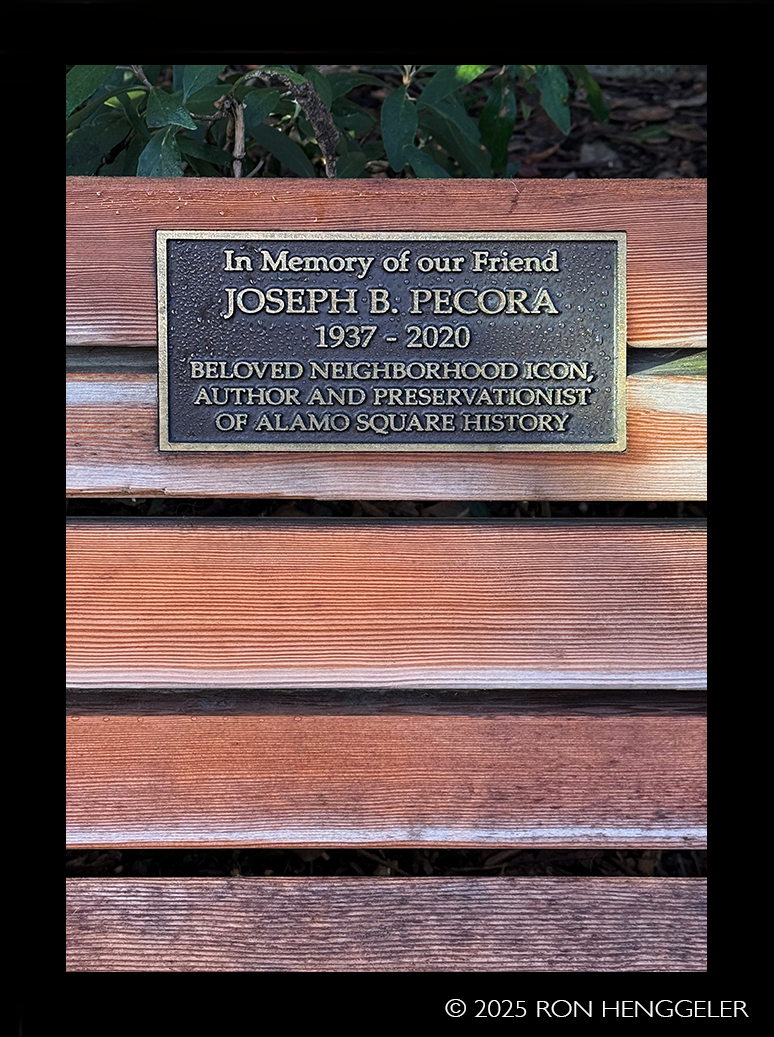 In Memory of our Friend
JOSEPH B. PECORA
1937 - 2020
BELOVED NEIGHBORHOOD ICON,
AUTHOR AND PRESERVATIONIST
OF ALAMO SQUARE HISTORY
© 2025 RON HENGGELER